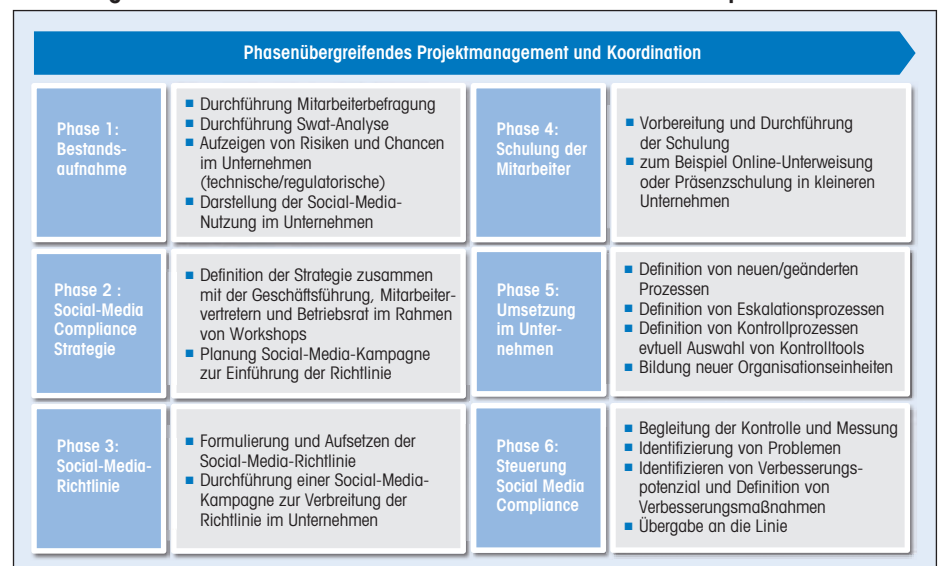 Phasenübergreifendes Projektmanagement und Koordination
Phase 1:
Bestands-
aufnahme
■ Durchführung Mitarbeiterbefragung
■ Durchführung Swat-Analyse
■ Aufzeigen von Risiken und Chancen
im Unternehmen
(technische/regulatorische)
■ Darstellung der Social-Media-
Nutzung im Unternehmen
Phase 2 :
Social-Media
Compliance
Strategie
■ Definition der Strategie zusammen
mit der Geschäftsführung, Mitarbeiter-
vertretern und Betriebsrat im Rahmen
von Workshops
■ Planung Social-Media-Kampagne
zur Einführung der Richtlinie
Phase 3:
Social-Media-
Richtlinie
■ Formulierung und Aufsetzen der
Social-Media-Richtlinie
■ Durchführung einer Social-Media-
Kampagne zur Verbreitung der
Richtlinie im Unternehmen
Phase 4:
Schulung der
Mitarbeiter
■ Vorbereitung und Durchführung
der Schulung
■ zum Beispiel Online-Unterweisung
oder Präsenzschulung in kleineren
Unternehmen
Phase 5:
Umsetzung
im Unter-
nehmen
■ Definition von neuen/geänderten
Prozessen
■ Definition von Eskalationsprozessen
■ Definition von Kontrollprozessen
evtuell Auswahl von Kontrolltools
■ Bildung neuer Organisationseinheiten
Phase 6:
Steuerung
Social Media
Compliance
■ Begleitung der Kontrolle und Messung
■ Identifizierung von Problemen
■ Identifizieren von Verbesserungs-
potenzial und Definition von
Verbesserungsmaßnahmen
■ Übergabe an die Linie